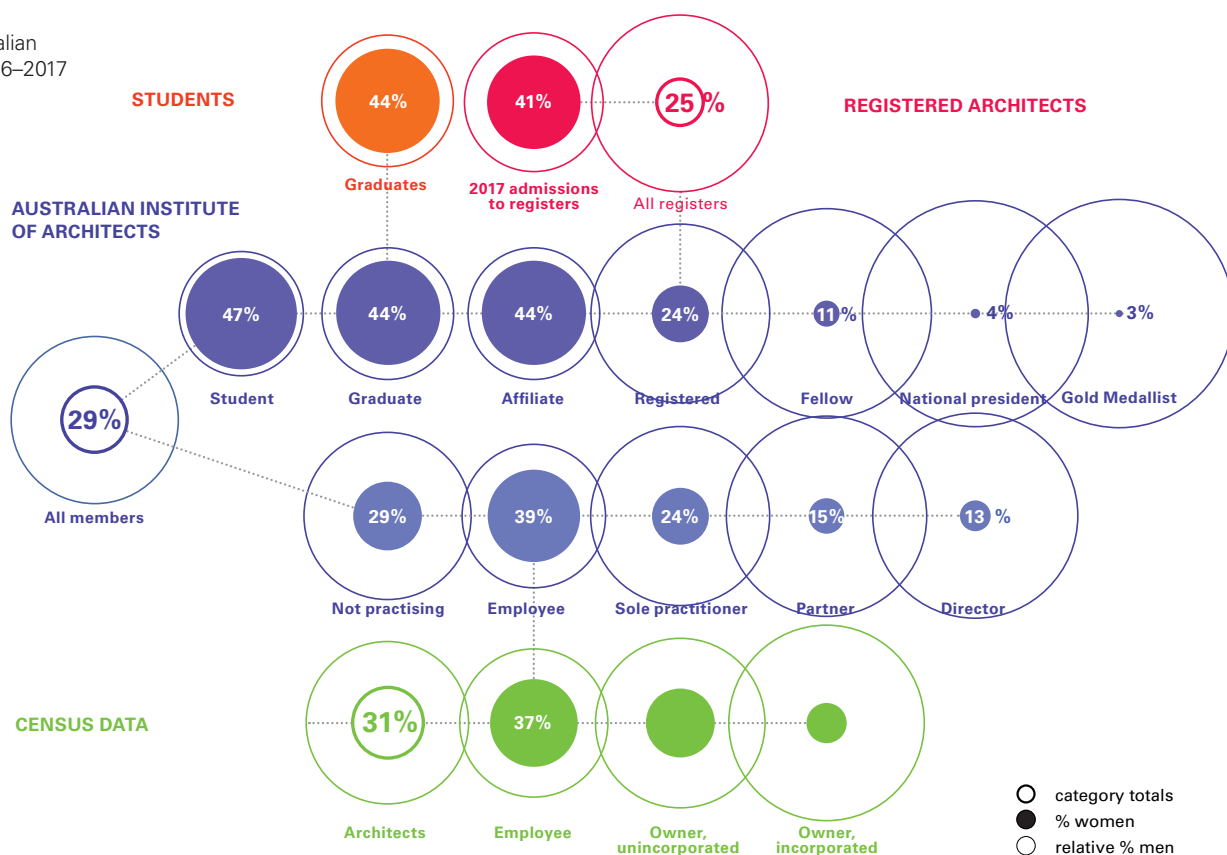 alian
6–2017
STUDENTS
44%
41%
25%
REGISTERED ARCHITECTS
Graduates
2017 admissions
to registers
All registers
AUSTRALIAN INSTITUTE
OF ARCHITECTS
47%
44%
44%
24%
11%
4%
3%
Student
Graduate
Affiliate
Registered
Fellow
National president
Gold Medallist
29%
All members
29%
39%
24%
15%
13 %
Not practising
Employee
Sole practitioner
Partner
Director
CENSUS DATA
31%
37%
Architects
Employee
Owner,
unincorporated
Owner,
incorporated
category totals
% women
relative % men